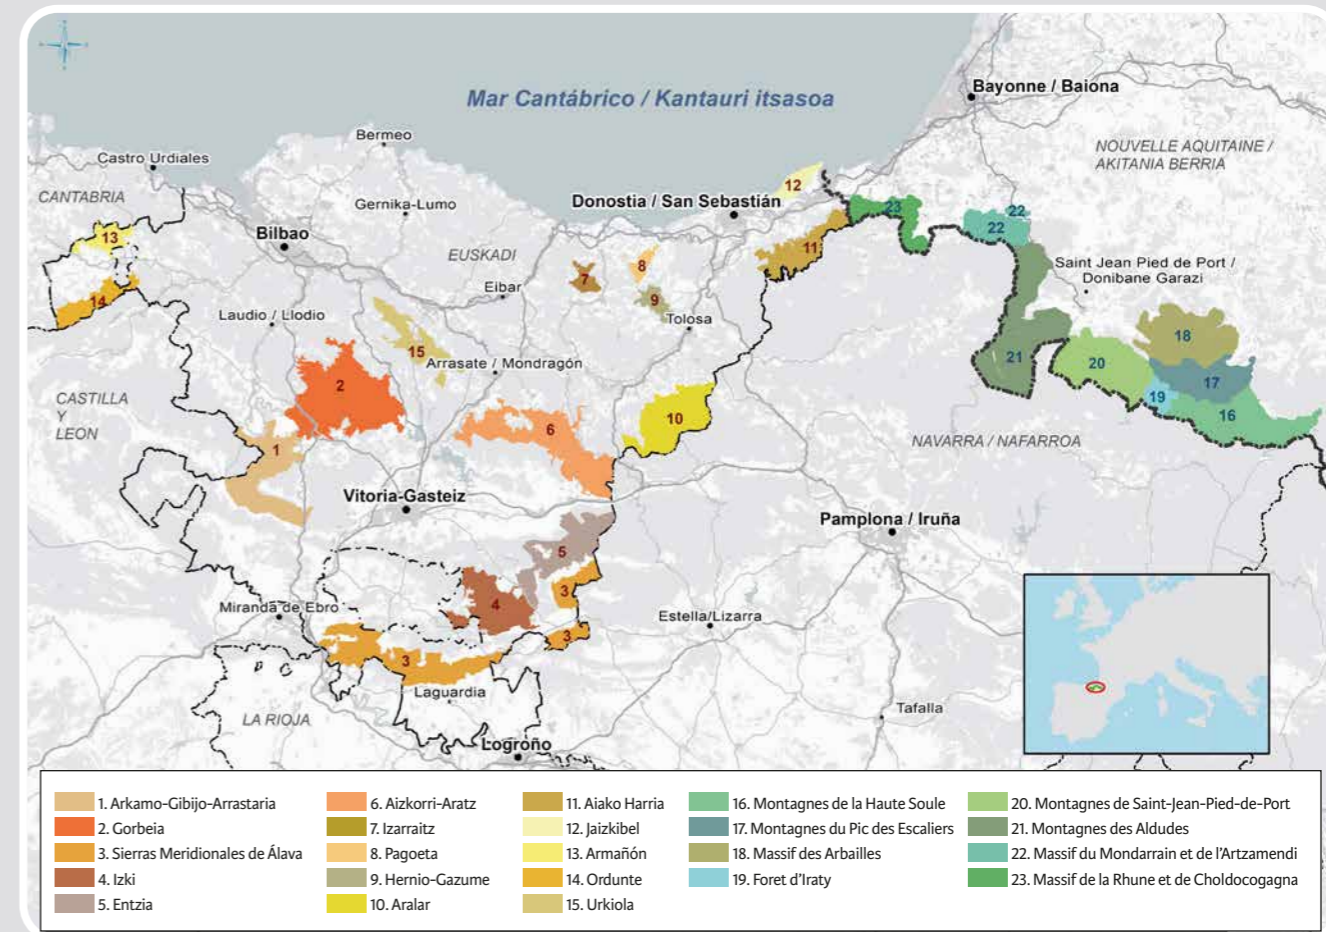 Mar Cantábrico / Kantauri itsasoa
Bayonne / Baiona
Bermeo
NOUVELLE AQUITAINE /
AKITANIA BERRIA
Castro Urdiales
CANTABRIA
12
Gernika-Lumo
Donostia / San Sebastián
23
22
22
13
Bilbao
EUSKADI
11
8
Saint Jean Pied de Port /
Donibane Garazi
7
Eibar
9
14
Laudio / Llodio
Tolosa
18
15
Arrasate / Mondragón
21
20
2
17
19
CASTILLA
Y
LEON
16
10
6
NAVARRA / NAFARROA
1
Vitoria-Gasteiz
Pamplona / Iruña
5
3
4
Miranda de Ebro
Estella/Lizarra
3
3
Laguardia
Tafalla
LA RIOJA
Logroño
1. Arkamo-Gibijo-Arrastaria
2. Gorbeia
3. Sierras Meridionales de Álava
4. Izki
5. Entzia
6. Aizkorri-Aratz
7. Izarraitz
8. Pagoeta
9. Hernio-Gazume
10. Aralar
11. Aiako Harria
12. Jaizkibel
13. Armañón
14. Ordunte
15. Urkiola
16. Montagnes de la Haute Soule
17. Montagnes du Pic des Escaliers
18. Massif des Arbailles
19. Foret d'Iraty
20. Montagnes de Saint-Jean-Pied-de-Port
21. Montagnes des Aldudes
22. Massif du Mondarrain et de l'Artzamendi
23. Massif de la Rhune et de Choldocogagna